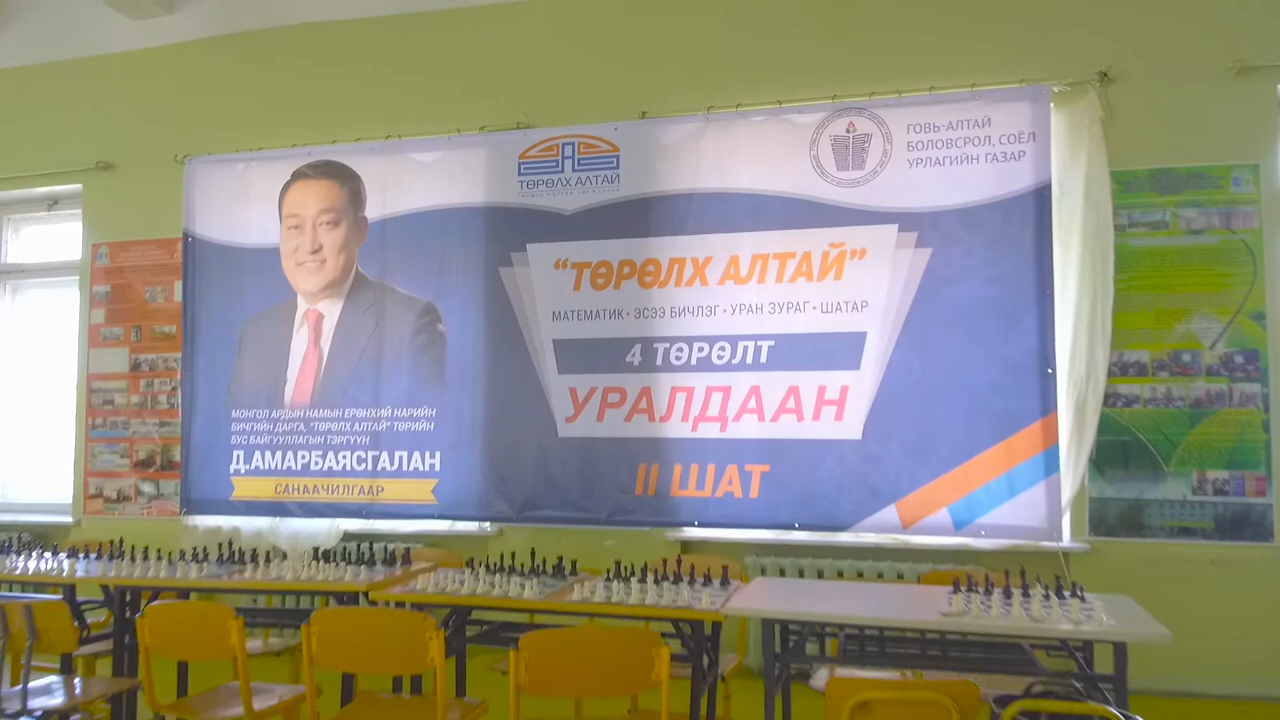 ТӨРӨЛХ АЛТАЙ
ГОВЬ-АЛТАЙ
БОЛОВСРОЛ, СОЁЛ
УРЛАГИЙН ГАЗАР
“ТӨРӨЛХ АЛТАЙ”
МАТЕМАТИК • ЭСЭЭ БИЧЛЭГ • УРАН ЗУРАГ • ШАТАР
4 ТӨРӨЛТ
УРАЛДААН
II ШАТ
МОНГОЛ АРДЫН НАМЫН ЕРӨНХИЙ НАРИЙН
БИЧГИЙН ДАРГА, “ТӨРӨЛХ АЛТАЙ” ТӨРИЙН
БУС БАЙГУУЛЛАГЫН ТЭРГҮҮН
Д.АМАРБАЯСГАЛАН
САНААЧИЛГААР